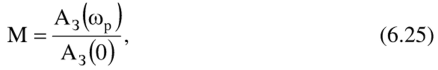 M = A₃(ωₚ) / A₃(0), (6.25)